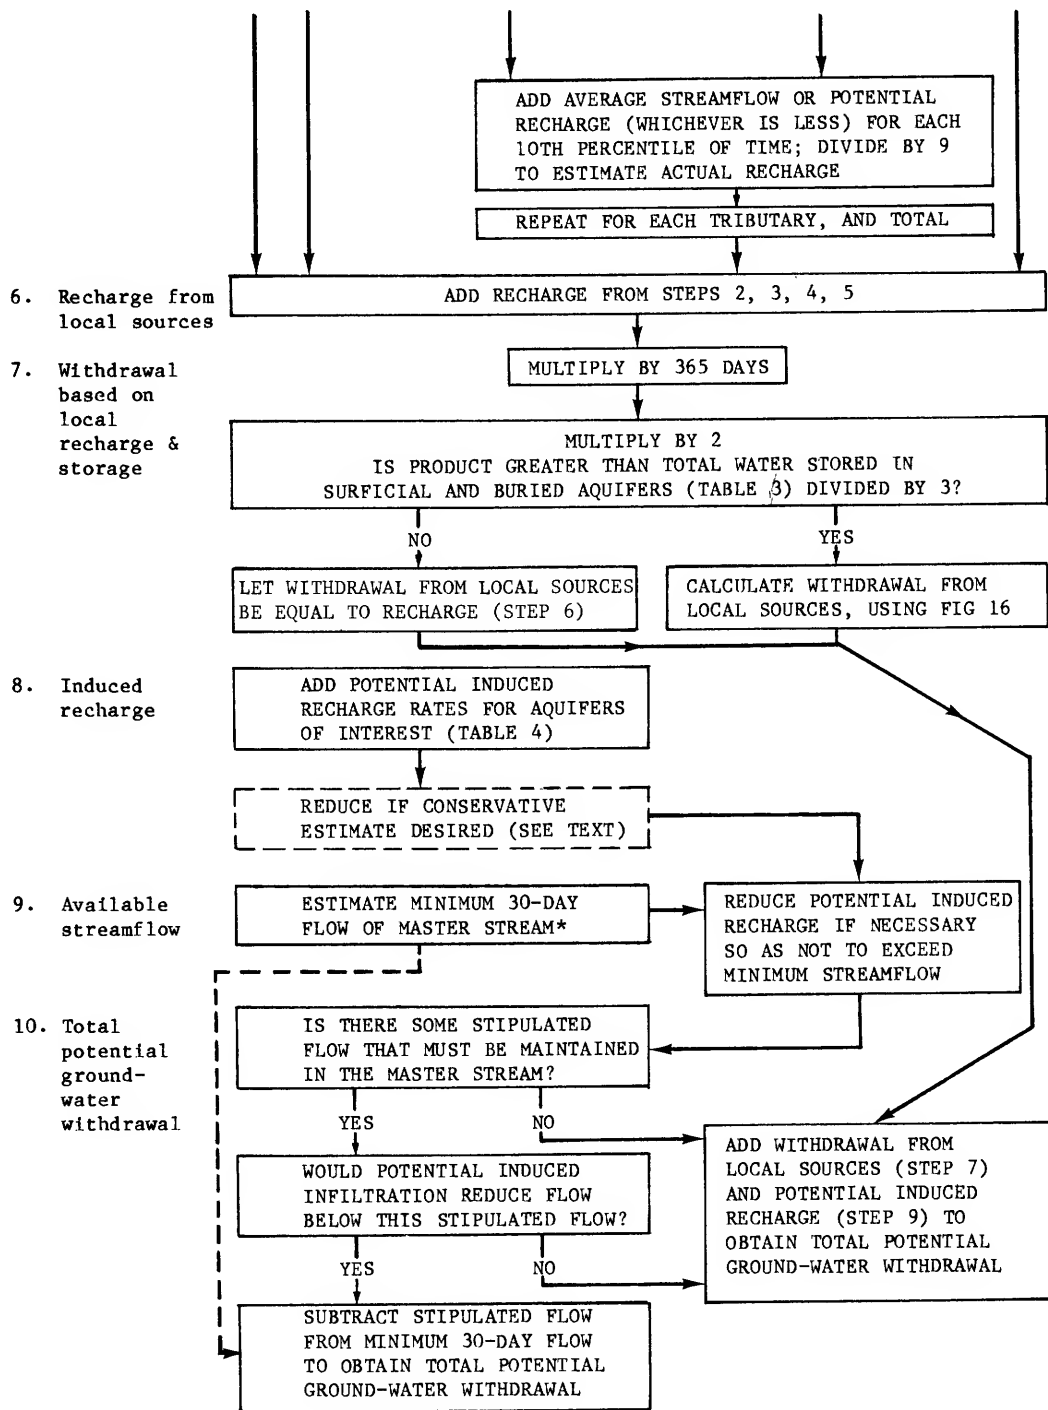 ADD AVERAGE STREAMFLOW OR POTENTIAL
RECHARGE (WHICHEVER IS LESS) FOR EACH
10TH PERCENTILE OF TIME; DIVIDE BY 9
TO ESTIMATE ACTUAL RECHARGE
REPEAT FOR EACH TRIBUTARY, AND TOTAL
6. Recharge from
local sources
ADD RECHARGE FROM STEPS 2, 3, 4, 5
7. Withdrawal
based on
local
recharge &
storage
MULTIPLY BY 365 DAYS
MULTIPLY BY 2
IS PRODUCT GREATER THAN TOTAL WATER STORED IN
SURFICIAL AND BURIED AQUIFERS (TABLE 3) DIVIDED BY 3?
NO
YES
LET WITHDRAWAL FROM LOCAL SOURCES
BE EQUAL TO RECHARGE (STEP 6)
CALCULATE WITHDRAWAL FROM
LOCAL SOURCES, USING FIG 16
8. Induced
recharge
ADD POTENTIAL INDUCED
RECHARGE RATES FOR AQUIFERS
OF INTEREST (TABLE 4)
REDUCE IF CONSERVATIVE
ESTIMATE DESIRED (SEE TEXT)
9. Available
streamflow
ESTIMATE MINIMUM 30-DAY
FLOW OF MASTER STREAM*
REDUCE POTENTIAL INDUCED
RECHARGE IF NECESSARY
SO AS NOT TO EXCEED
MINIMUM STREAMFLOW
10. Total
potential
ground-
water
withdrawal
IS THERE SOME STIPULATED
FLOW THAT MUST BE MAINTAINED
IN THE MASTER STREAM?
YES
NO
WOULD POTENTIAL INDUCED
INFILTRATION REDUCE FLOW
BELOW THIS STIPULATED FLOW?
ADD WITHDRAWAL FROM
LOCAL SOURCES (STEP 7)
AND POTENTIAL INDUCED
RECHARGE (STEP 9) TO
OBTAIN TOTAL POTENTIAL
GROUND-WATER WITHDRAWAL
YES
NO
SUBTRACT STIPULATED FLOW
FROM MINIMUM 30-DAY FLOW
TO OBTAIN TOTAL POTENTIAL
GROUND-WATER WITHDRAWAL